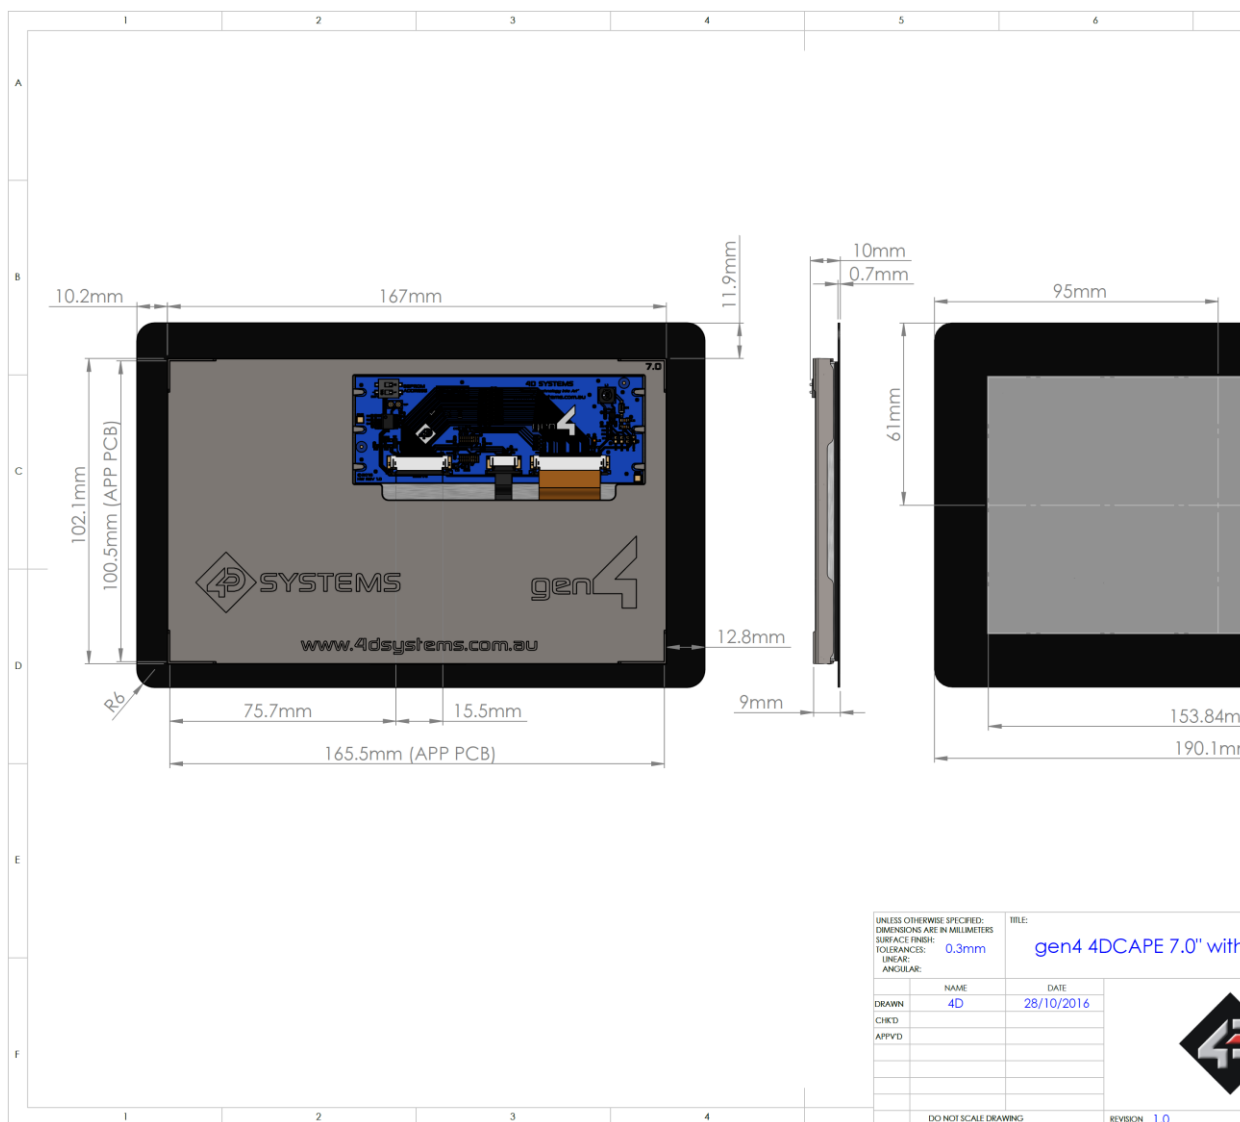 1 2 3 4 5 6
A
B
C
D
E
F
10.2mm
167mm
11.9mm
10mm
0.7mm
95mm
61mm
7.0
4D SYSTEMS
102.1mm
100.5mm (APP PCB)
4D SYSTEMS
gen4
www.4dsystems.com.au
12.8mm
9mm
R6
75.7mm
15.5mm
165.5mm (APP PCB)
153.84m
190.1m
UNLESS OTHERWISE SPECIFIED:
DIMENSIONS ARE IN MILLIMETERS
SURFACE FINISH:
TOLERANCES: 0.3mm
LINEAR:
ANGULAR:
TITLE:
gen4 4DCAPE 7.0" with
NAME DATE
DRAWN 4D 28/10/2016
CHK'D
APPV'D
DO NOT SCALE DRAWING
REVISION 1.0
1 2 3 4